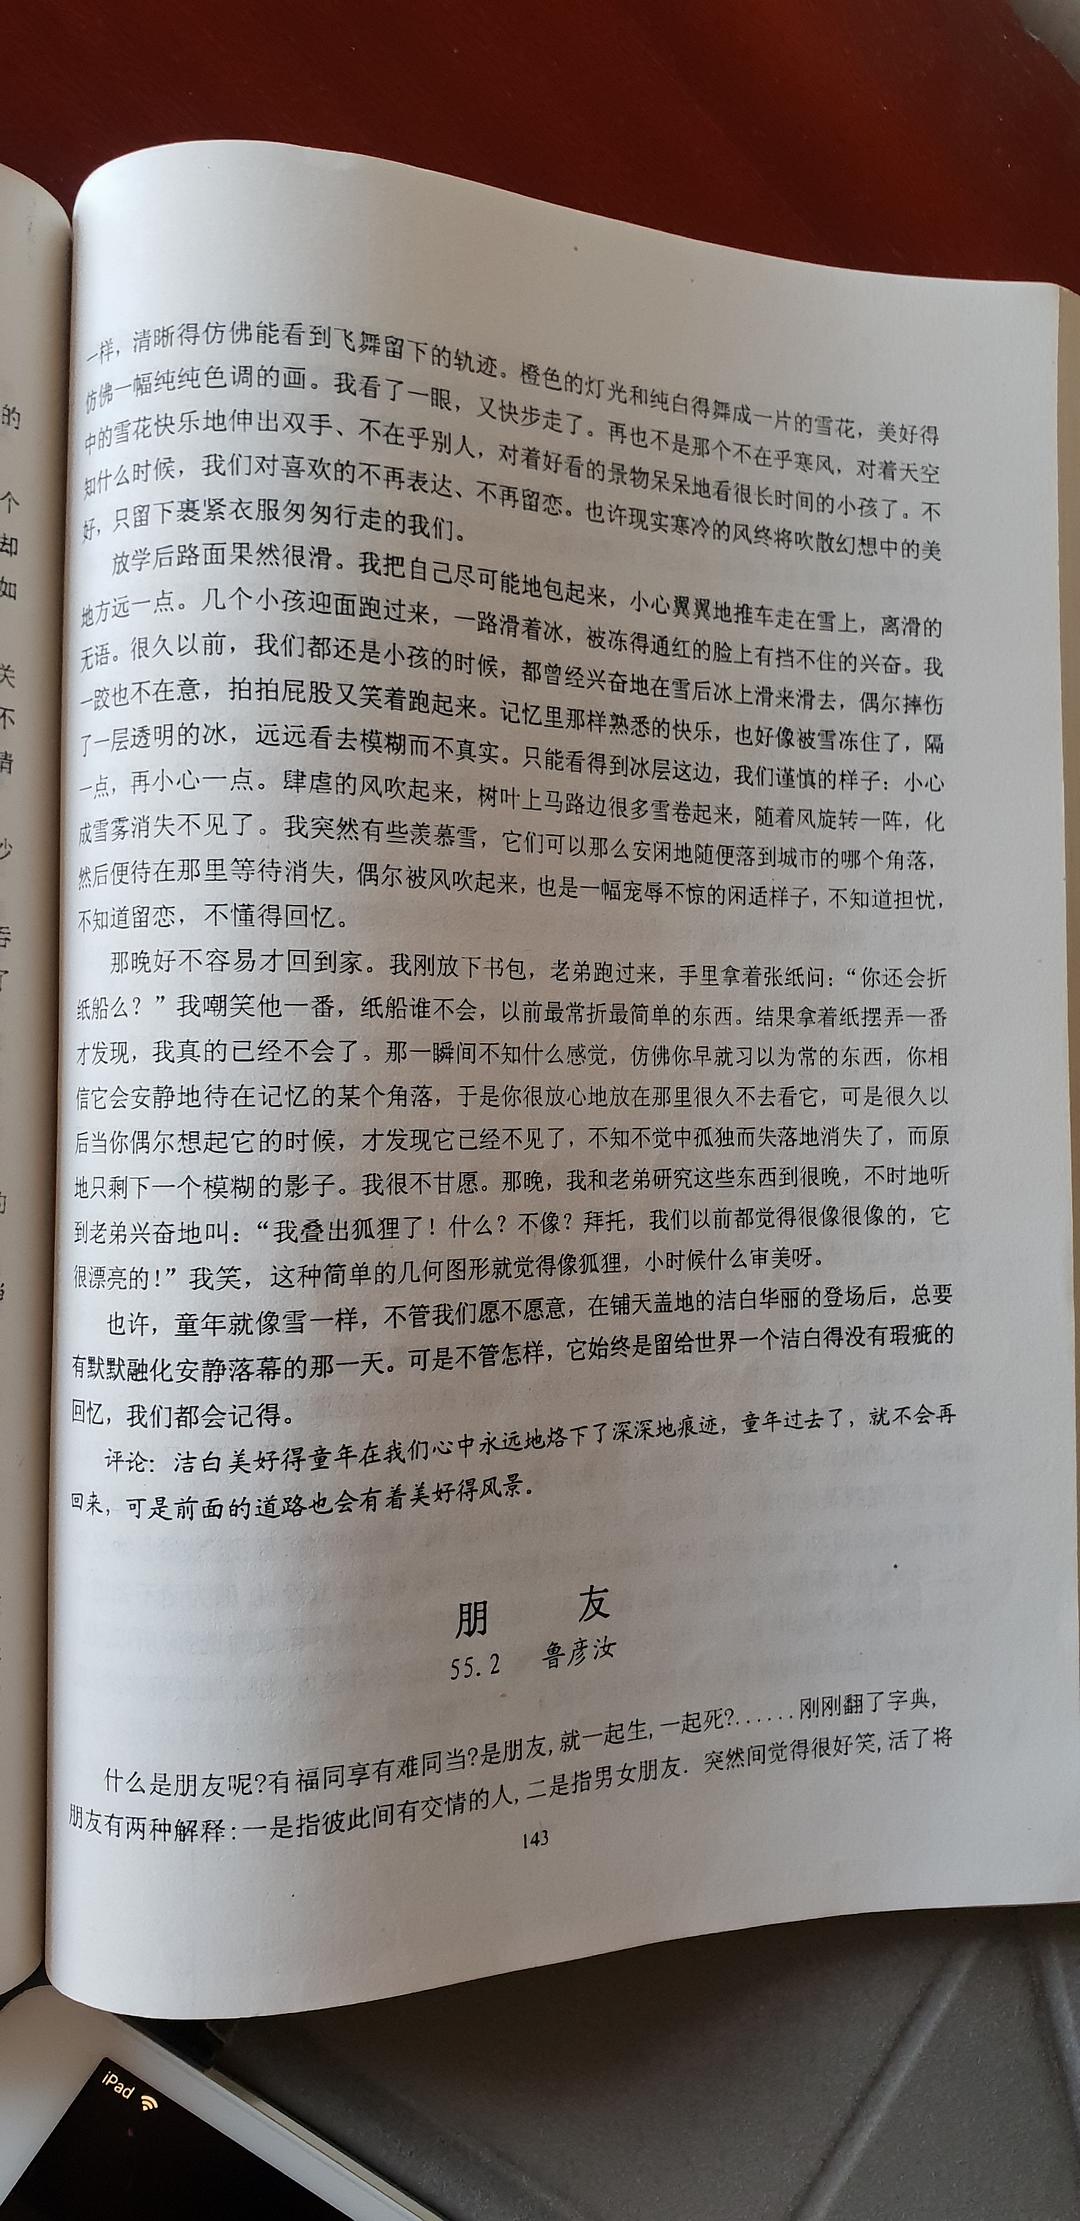 的
个
却
如
关
不
情
少
一样，清晰得仿佛能看到飞舞留下的轨迹。橙色的灯光和纯白得舞成一片的雪花，美好得
仿佛一幅纯纯色调的画。我看了一眼，又快步走了。再也不是那个不在乎寒风，对着天空
中的雪花快乐地伸出双手、不在乎别人，对着好看的景物呆呆地看很长时间的小孩了。不
知什么时候，我们对喜欢的不再表达、不再留恋。也许现实寒冷的风终将吹散幻想中的美
好，只留下裹紧衣服匆匆行走的我们。
放学后路面果然很滑。我把自己尽可能地包起来，小心翼翼地推车走在雪上，离滑的
地方远一点。几个小孩迎面跑过来，一路滑着冰，被冻得通红的脸上有挡不住的兴奋。我
无语。很久以前，我们都还是小孩的时候，都曾经兴奋地在雪后冰上滑来滑去，偶尔摔伤
一跤也不在意，拍拍屁股又笑着跑起来。记忆里那样熟悉的快乐，也好像被雪冻住了，隔
了一层透明的冰，远远看去模糊而不真实。只能看得到冰层这边，我们谨慎的样子：小心
一点，再小心一点。肆虐的风吹起来，树叶上马路边很多雪卷起来，随着风旋转一阵，化
成雪雾消失不见了。我突然有些羡慕雪，它们可以那么安闲地随便落到城市的哪个角落，
然后便待在那里等待消失，偶尔被风吹起来，也是一幅宠辱不惊的闲适样子，不知道担忧，
不知道留恋，不懂得回忆。
那晚好不容易才回到家。我刚放下书包，老弟跑过来，手里拿着张纸问：“你还会折
纸船么？”我嘲笑他一番，纸船谁不会，以前最常折最简单的东西。结果拿着纸摆弄一番
才发现，我真的已经不会了。那一瞬间不知什么感觉，仿佛你早就习以为常的东西，你相
信它会安静地待在记忆的某个角落，于是你很放心地放在那里很久不去看它，可是很久以
后当你偶尔想起它的时候，才发现它已经不见了，不知不觉中孤独而失落地消失了，而原
地只剩下一个模糊的影子。我很不甘愿。那晚，我和老弟研究这些东西到很晚，不时地听
到老弟兴奋地叫：“我叠出狐狸了！什么？不像？拜托，我们以前都觉得很像很像的，它
很漂亮的！”我笑，这种简单的几何图形就觉得像狐狸，小时候什么审美呀。
也许，童年就像雪一样，不管我们愿不愿意，在铺天盖地的洁白华丽的登场后，总要
有默默融化安静落幕的那一天。可是不管怎样，它始终是留给世界一个洁白得没有瑕疵的
回忆，我们都会记得。
评论：洁白美好得童年在我们心中永远地烙下了深深地痕迹，童年过去了，就不会再
回来，可是前面的道路也会有着美好得风景。
朋 友
55.2 鲁彦汝
什么是朋友呢?有福同享有难同当?是朋友,就一起生,一起死?......刚刚翻了字典,
朋友有两种解释:一是指彼此间有交情的人,二是指男女朋友. 突然间觉得很好笑,活了将
143
iPad